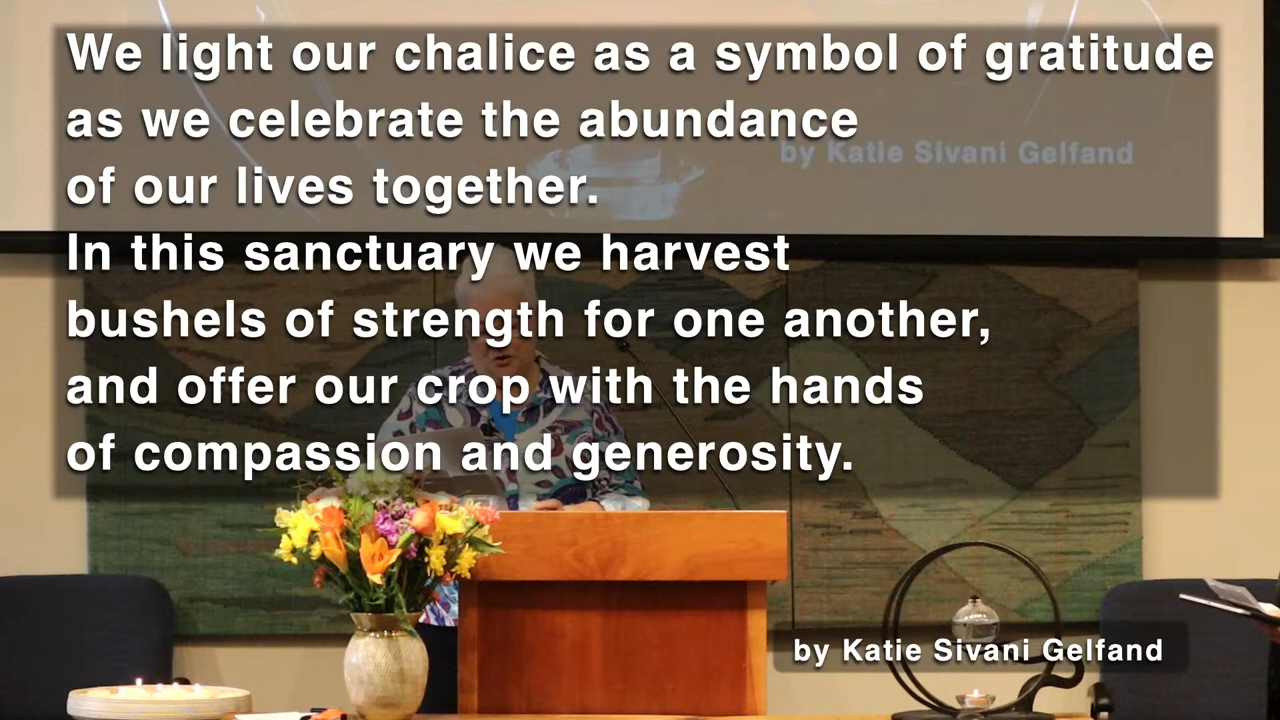 We light our chalice as a symbol of gratitude
as we celebrate the abundance
by Katie Sivani Gelfand
of our lives together.
In this sanctuary we harvest
bushels of strength for one another,
and offer our crop with the hands
of compassion and generosity.
by Katie Sivani Gelfand